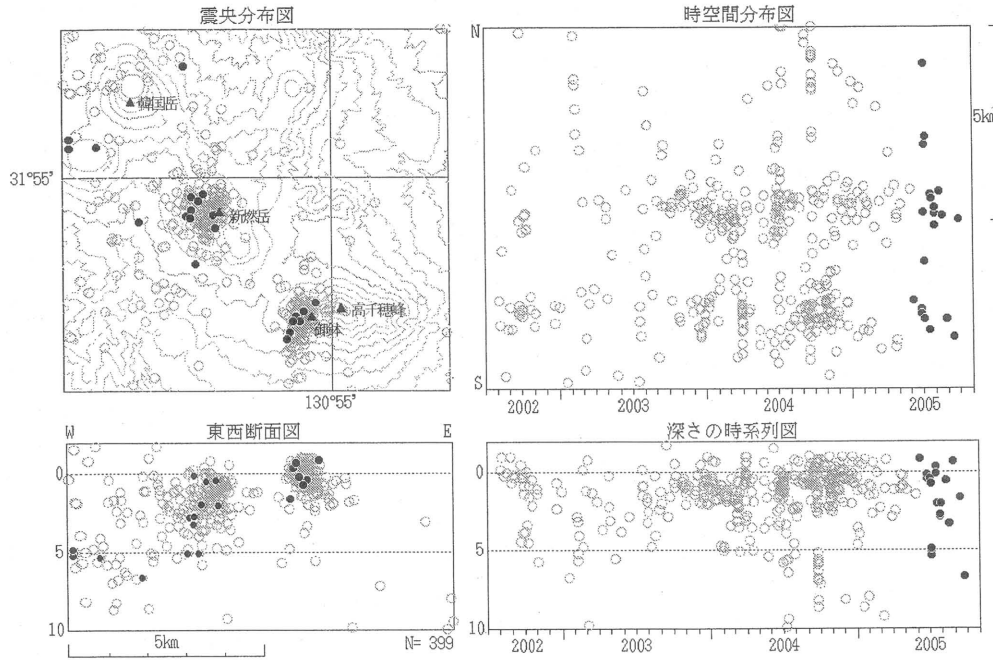 震央分布図
時空間分布図
N
韓国岳
5km
31°55'
新燃岳
高千穂峰
御鉢
S
130°55'
2002
2003
2004
2005
W
東西断面図
E
深さの時系列図
0
0
5
5
10
10
5km
N= 399
2002
2003
2004
2005